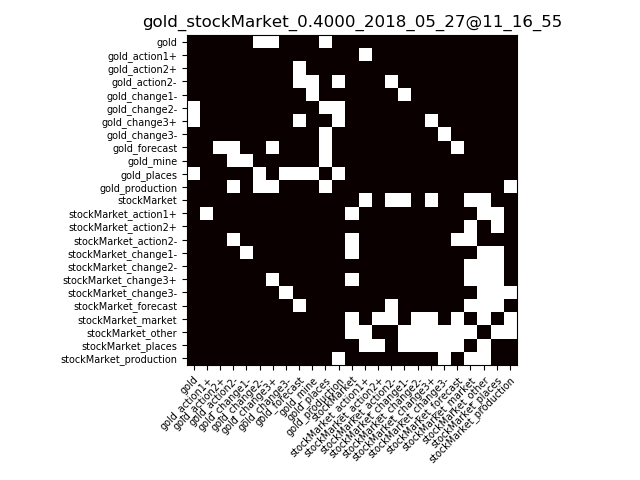 gold_stockMarket_0.4000_2018_05_27@11_16_55
gold
gold_action1+
gold_action2+
gold_action2-
gold_change1-
gold_change2-
gold_change3+
gold_change3-
gold_forecast
gold_mine
gold_places
gold_production
stockMarket
stockMarket_action1+
stockMarket_action2+
stockMarket_action2-
stockMarket_change1-
stockMarket_change2-
stockMarket_change3+
stockMarket_change3-
stockMarket_forecast
stockMarket_market
stockMarket_other
stockMarket_places
stockMarket_production
gold
gold_action1+
gold_action2+
gold_action2-
gold_change1-
gold_change2-
gold_change3+
gold_change3-
gold_forecast
gold_mine
gold_places
gold_production
stockMarket
stockMarket_action1+
stockMarket_action2+
stockMarket_action2-
stockMarket_change1-
stockMarket_change2-
stockMarket_change3+
stockMarket_change3-
stockMarket_forecast
stockMarket_market
stockMarket_other
stockMarket_places
stockMarket_production